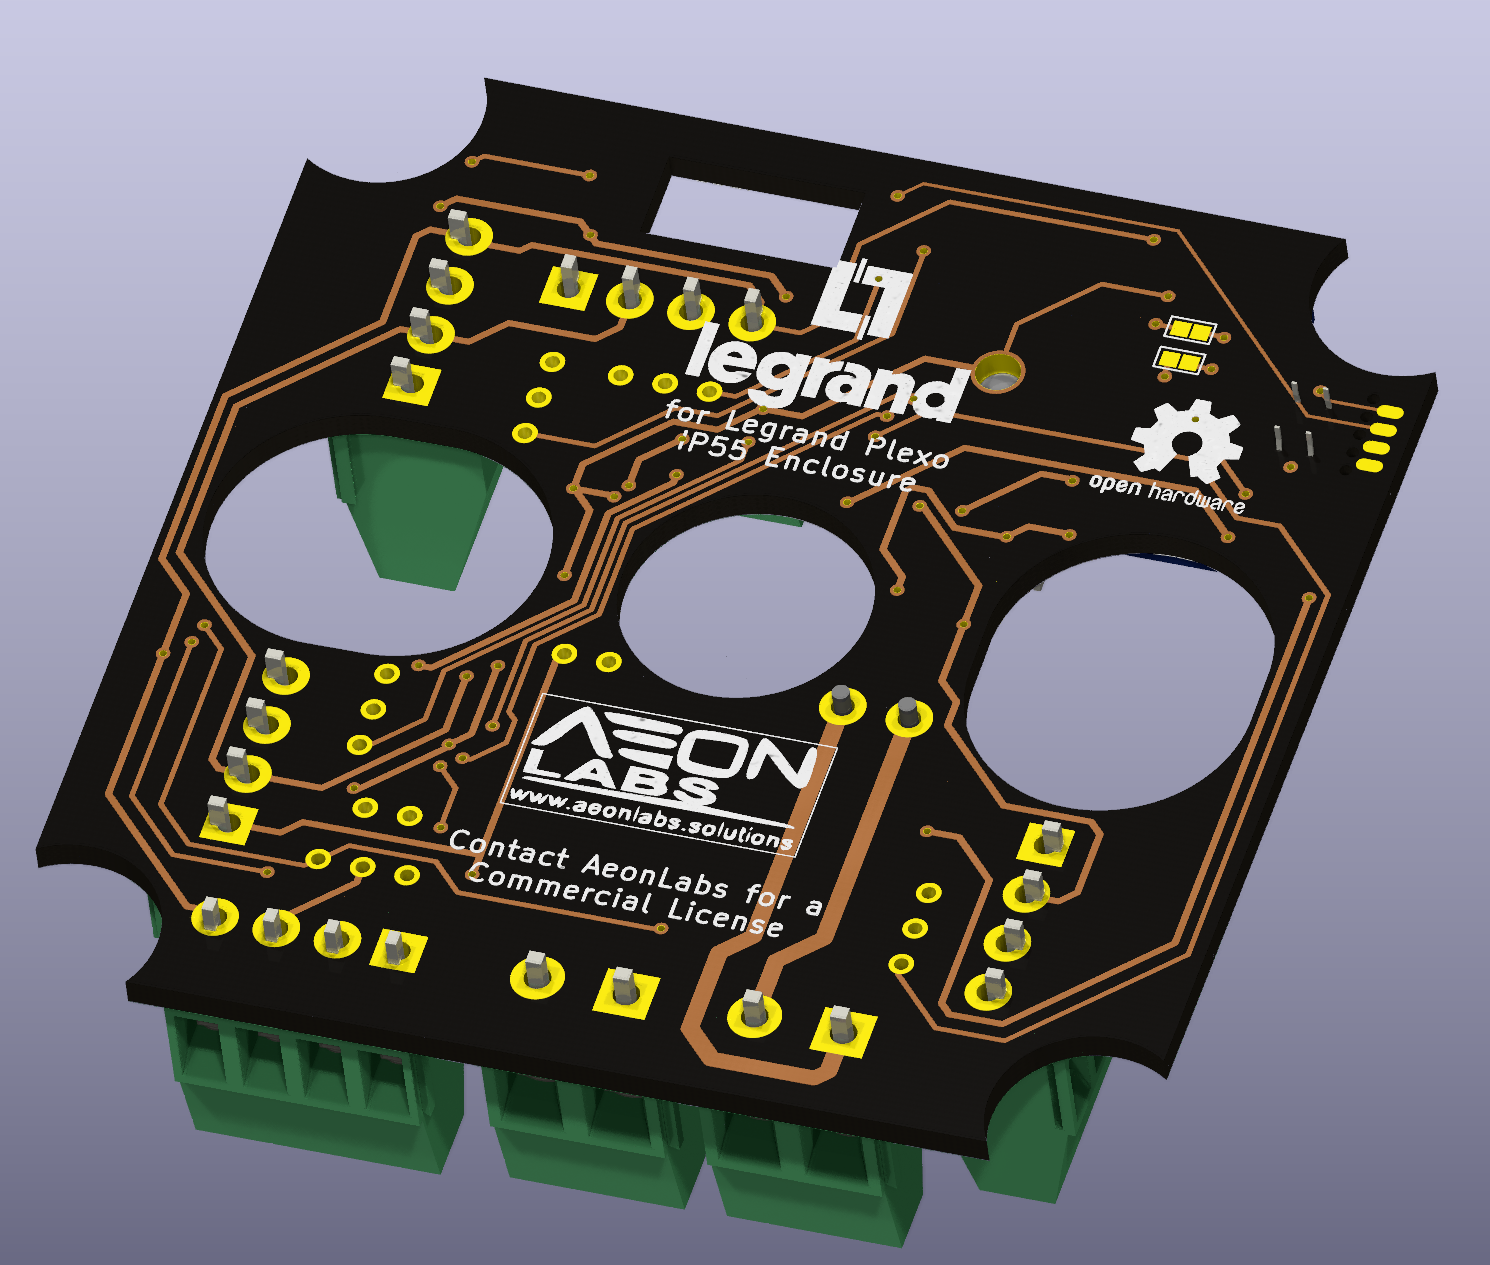 legrand
for Legrand Plexo
IP55 Enclosure
open hardware
AEON
LABS
www.aeonlabs.solutions
Contact AeonLabs for a
Commercial License